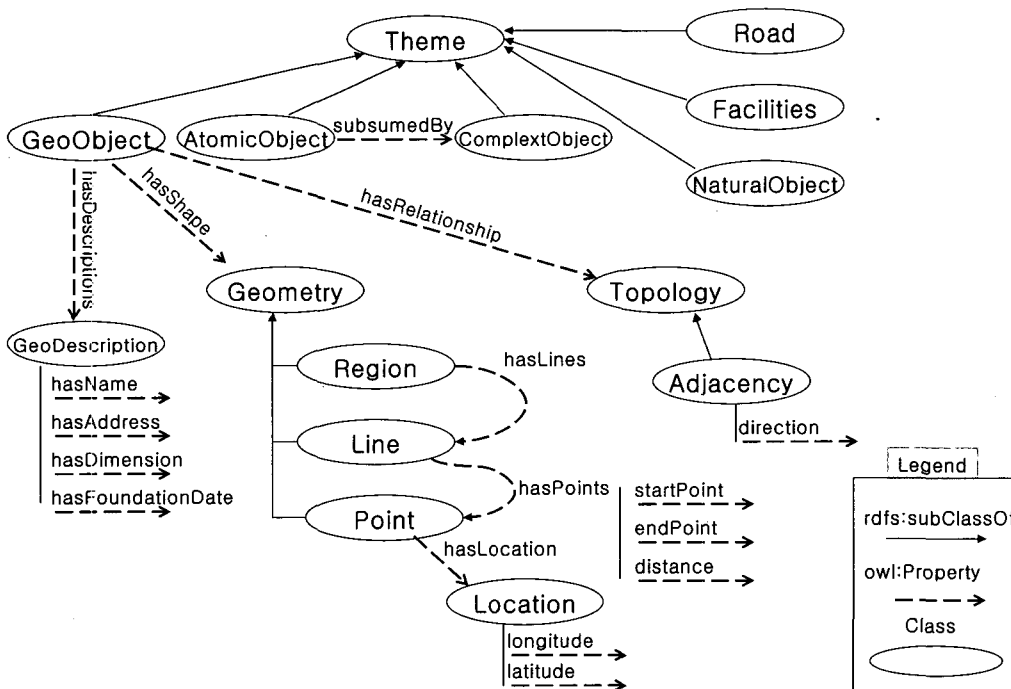 Theme
Road
Facilities
NaturalObject
GeoObject
AtomicObject
subsumedBy
ComplextObject
hasDescriptions
hasShape
hasRelationship
Geometry
Topology
GeoDescription
hasName
hasAddress
hasDimension
hasFoundationDate
Region
hasLines
Line
hasPoints
Point
hasLocation
Location
longitude
latitude
Adjacency
direction
startPoint
endPoint
distance
Legend
rdfs:subClassOf
owl:Property
Class